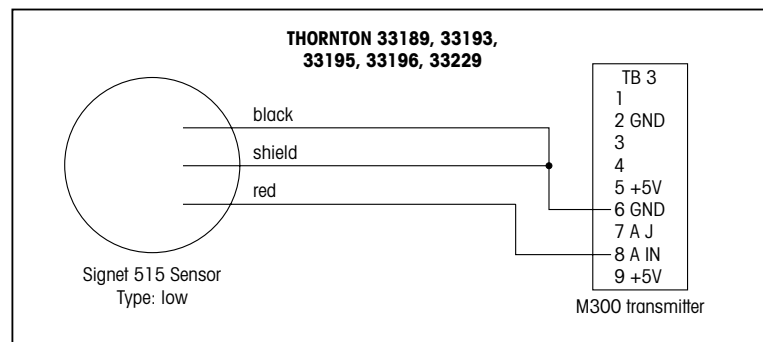 THORNTON 33189, 33193,
33195, 33196, 33229
black
shield
red
Signet 515 Sensor
Type: low
TB 3
1
2 GND
3
4
5 +5V
6 GND
7 A J
8 A IN
9 +5V
M300 transmitter